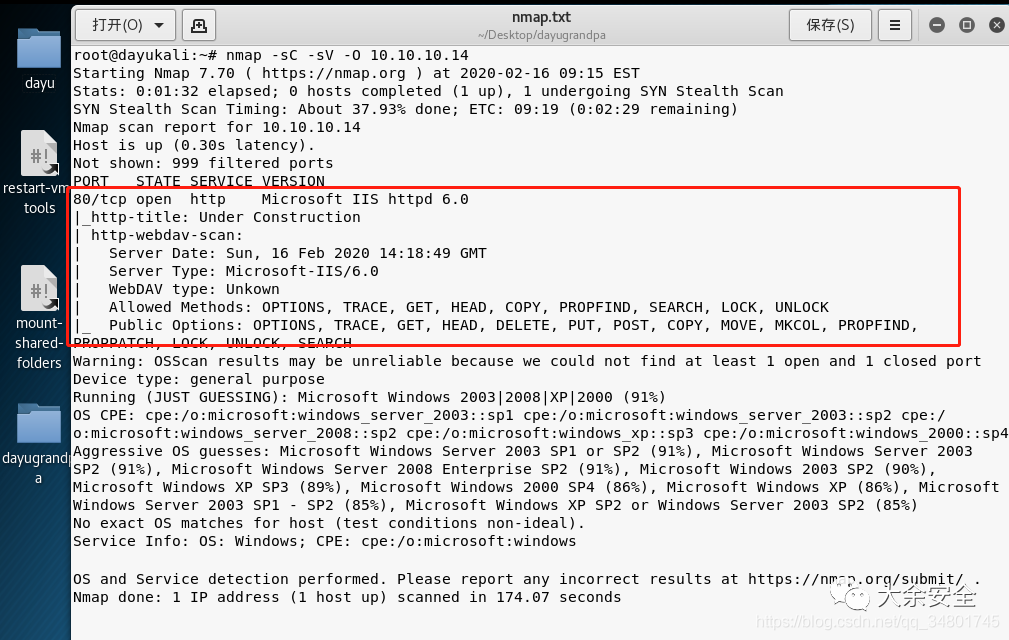 打开(O)
nmap.txt
~/Desktop/dayugrandpa
保存(S)
dayu
#!
restart-vm
tools
#!
mount-
shared-
folders
dayugrandp
a
root@dayukali:~# nmap -sC -sV -O 10.10.10.14
Starting Nmap 7.70 ( https://nmap.org ) at 2020-02-16 09:15 EST
Stats: 0:01:32 elapsed; 0 hosts completed (1 up), 1 undergoing SYN Stealth Scan
SYN Stealth Scan Timing: About 37.93% done; ETC: 09:19 (0:02:29 remaining)
Nmap scan report for 10.10.10.14
Host is up (0.30s latency).
Not shown: 999 filtered ports
PORT   STATE SERVICE VERSION
80/tcp open  http    Microsoft IIS httpd 6.0
|_http-title: Under Construction
| http-webdav-scan:
|   Server Date: Sun, 16 Feb 2020 14:18:49 GMT
|   Server Type: Microsoft-IIS/6.0
|   WebDAV type: Unkown
|   Allowed Methods: OPTIONS, TRACE, GET, HEAD, COPY, PROPFIND, SEARCH, LOCK, UNLOCK
|_  Public Options: OPTIONS, TRACE, GET, HEAD, DELETE, PUT, POST, COPY, MOVE, MKCOL, PROPFIND,
PROPPATCH, LOCK, UNLOCK, SEARCH
Warning: OSScan results may be unreliable because we could not find at least 1 open and 1 closed port
Device type: general purpose
Running (JUST GUESSING): Microsoft Windows 2003|2008|XP|2000 (91%)
OS CPE: cpe:/o:microsoft:windows_server_2003::sp1 cpe:/o:microsoft:windows_server_2003::sp2 cpe:/
o:microsoft:windows_server_2008::sp2 cpe:/o:microsoft:windows_xp::sp3 cpe:/o:microsoft:windows_2000::sp4
Aggressive OS guesses: Microsoft Windows Server 2003 SP1 or SP2 (91%), Microsoft Windows Server 2003
SP2 (91%), Microsoft Windows Server 2008 Enterprise SP2 (91%), Microsoft Windows 2003 SP2 (90%),
Microsoft Windows XP SP3 (89%), Microsoft Windows 2000 SP4 (86%), Microsoft Windows XP (86%), Microsoft
Windows Server 2003 SP1 - SP2 (85%), Microsoft Windows XP SP2 or Windows Server 2003 SP2 (85%)
No exact OS matches for host (test conditions non-ideal).
Service Info: OS: Windows; CPE: cpe:/o:microsoft:windows
OS and Service detection performed. Please report any incorrect results at https://nmap.org/submit/ .
Nmap done: 1 IP address (1 host up) scanned in 174.07 seconds
大余安全
https://blog.csdn.net/qq_34801745